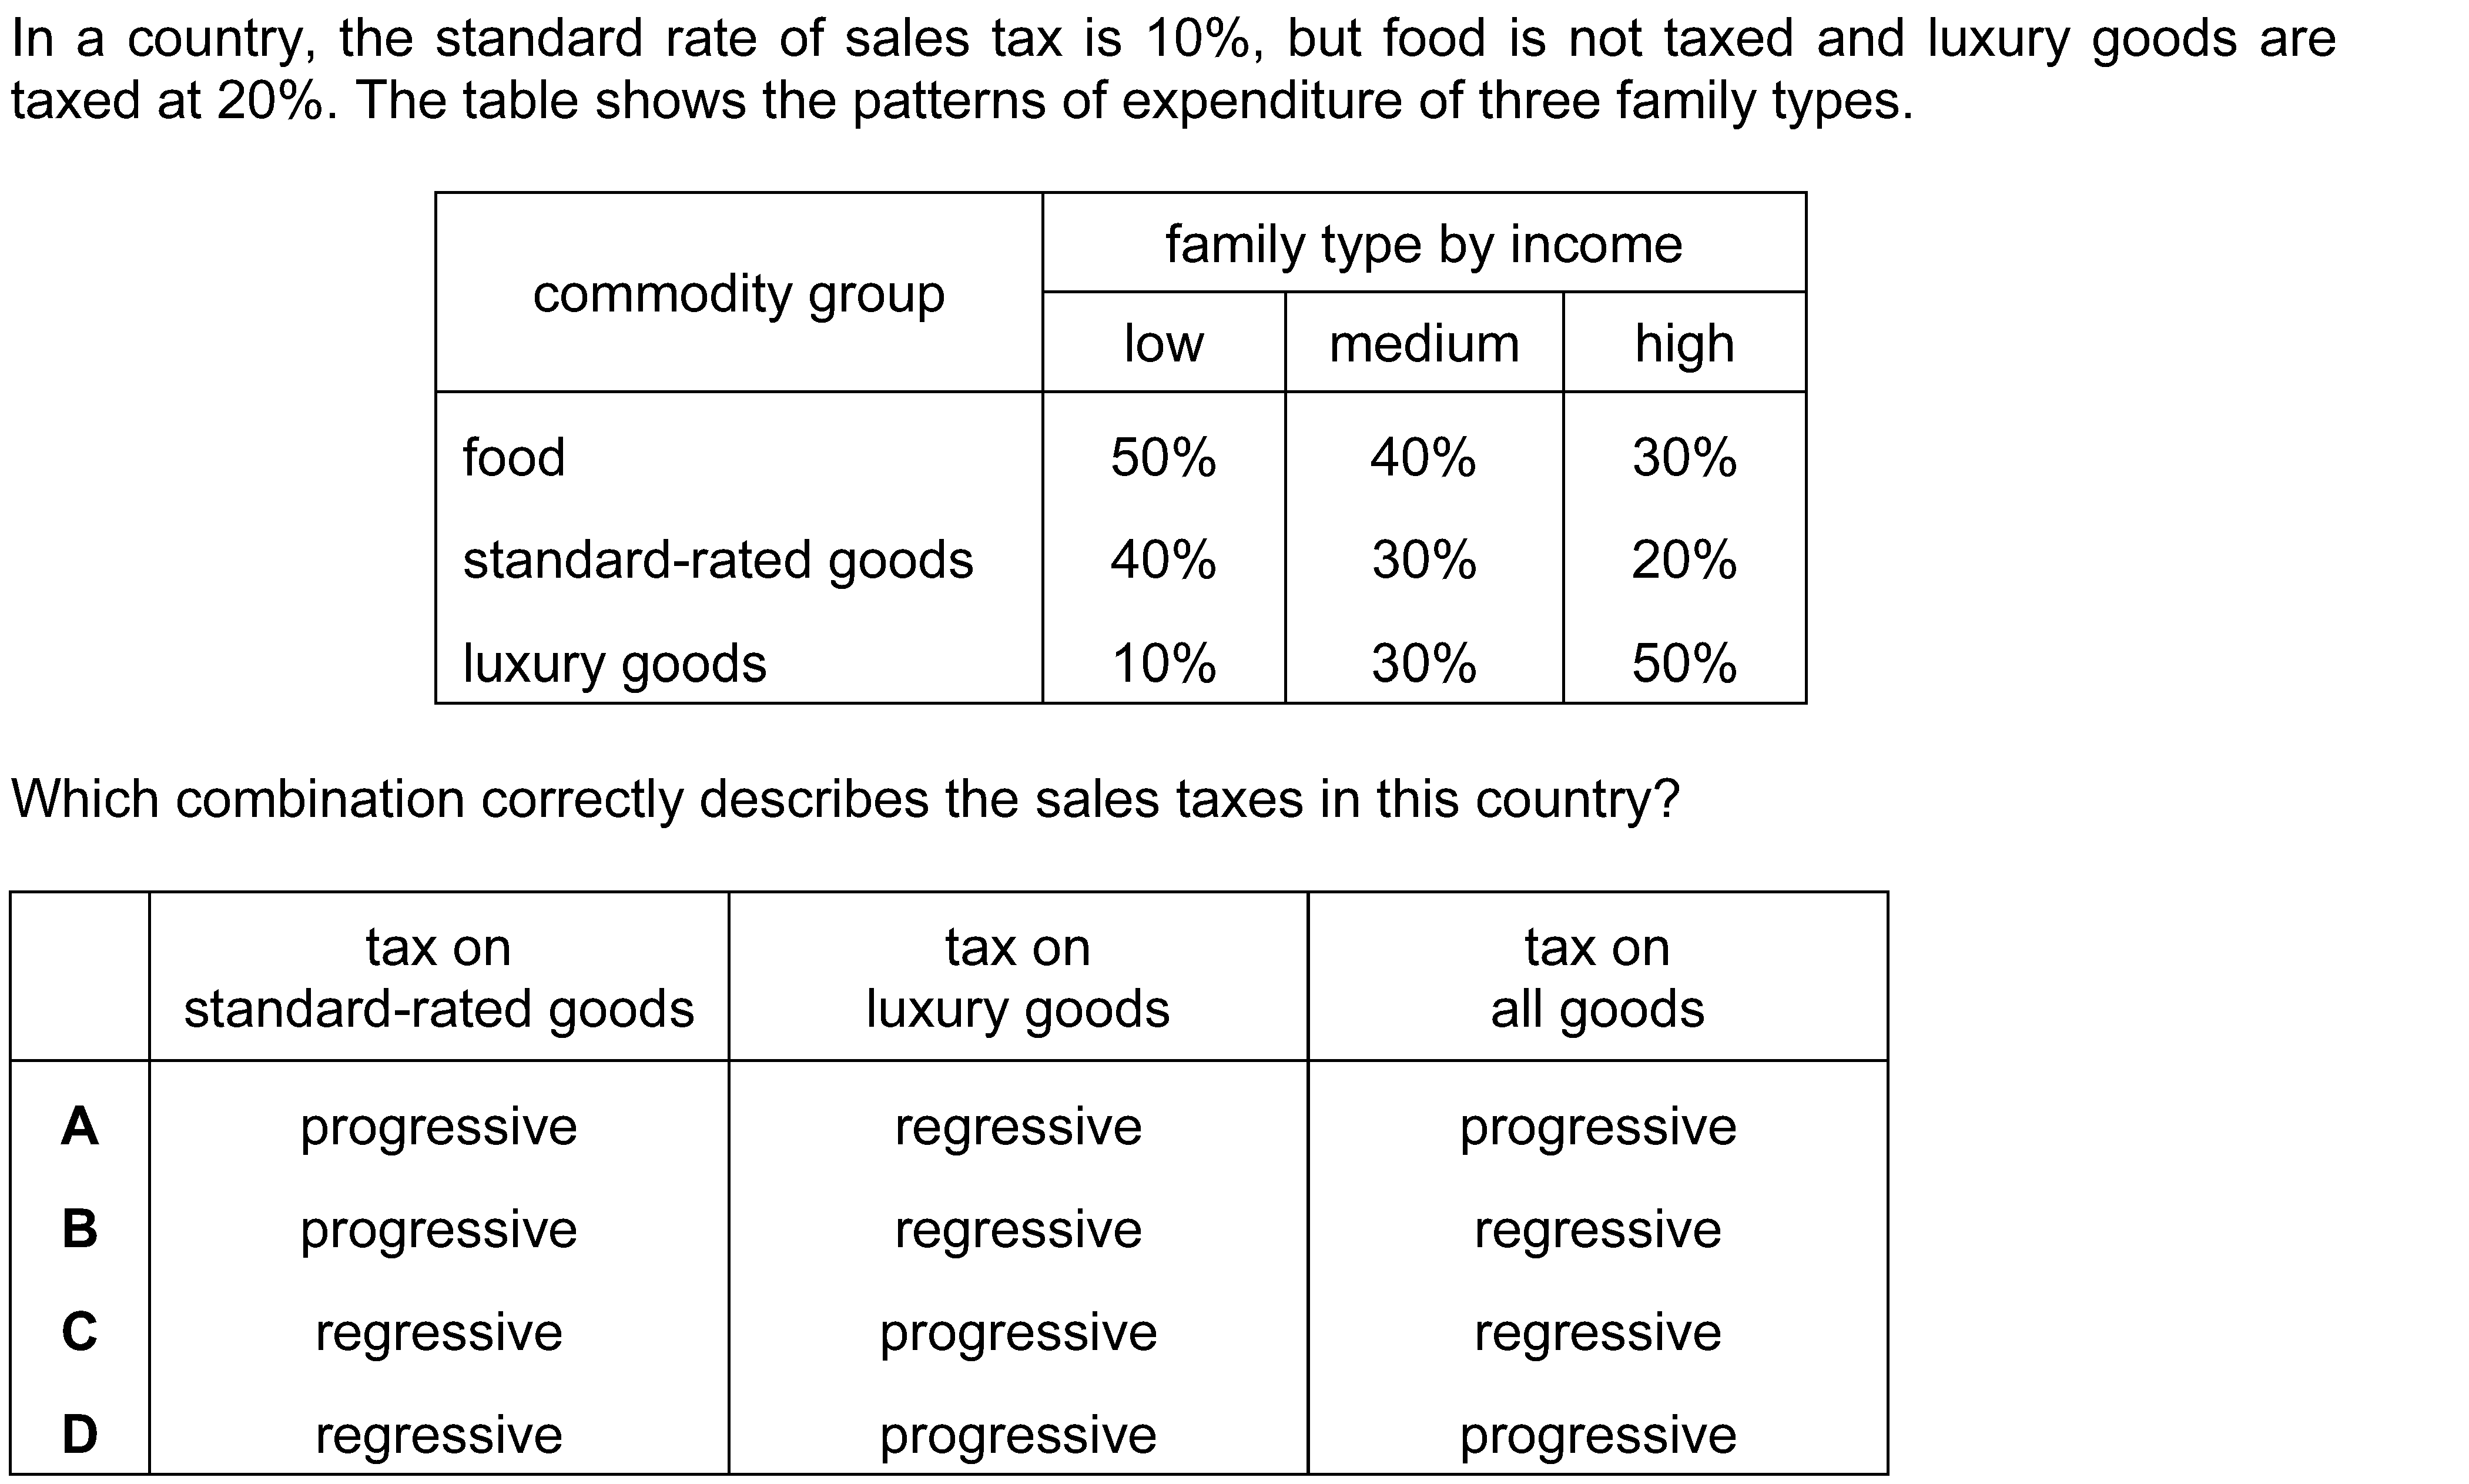 In a country, the standard rate of sales tax is 10%, but food is not taxed and luxury goods are
taxed at 20%. The table shows the patterns of expenditure of three family types.
commodity group family type by income
low medium high
food 50% 40% 30%
standard-rated goods 40% 30% 20%
luxury goods 10% 30% 50%
Which combination correctly describes the sales taxes in this country?
tax on tax on tax on
standard-rated goods luxury goods all goods
A progressive regressive progressive
B progressive regressive regressive
C regressive progressive regressive
D regressive progressive progressive